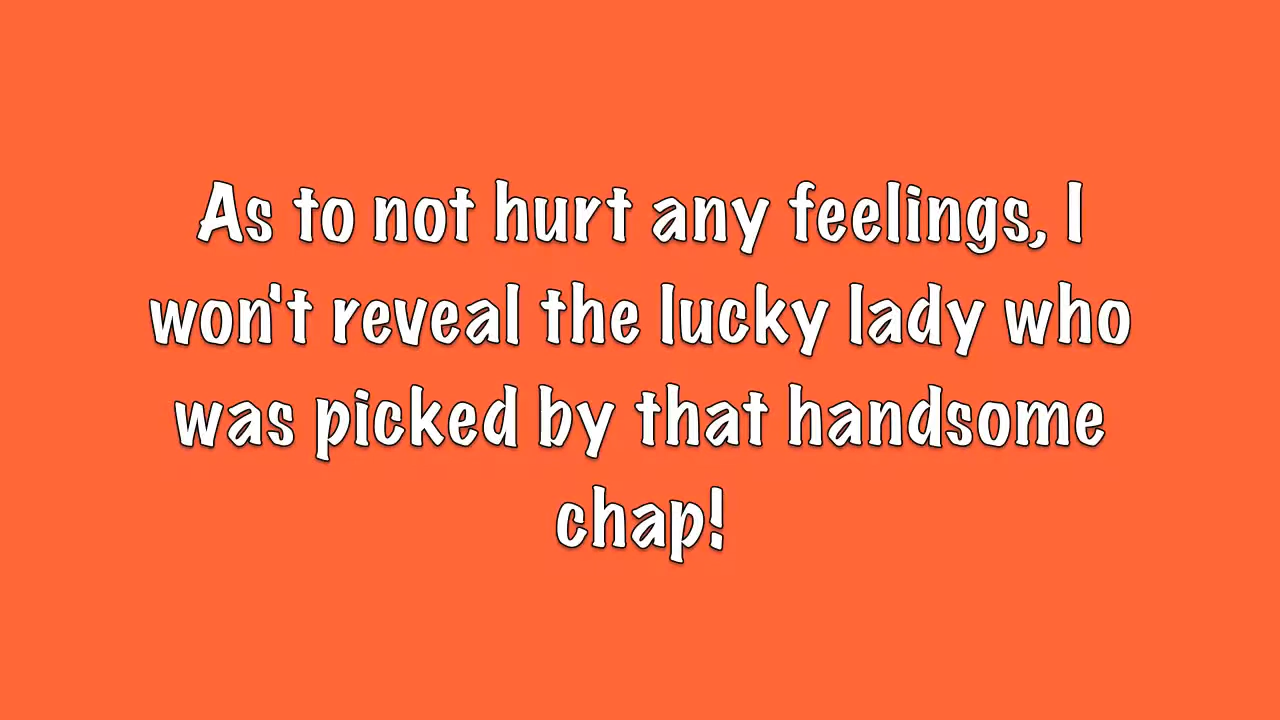 As to not hurt any feelings, I
won't reveal the lucky lady who
was picked by that handsome
chap!